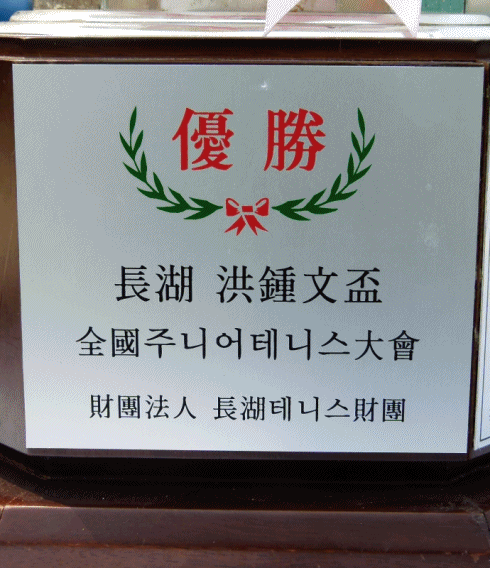 優勝
長湖 洪鍾文盃
全國주니어테니스大會
財團法人 長湖테니스財團